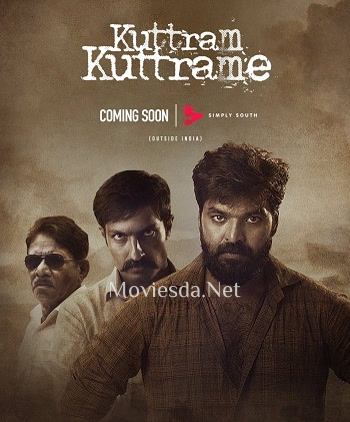 Kuttram
Kuttrame
COMING SOON | SIMPLY SOUTH
(OUTSIDE INDIA)
Moviesda.Net